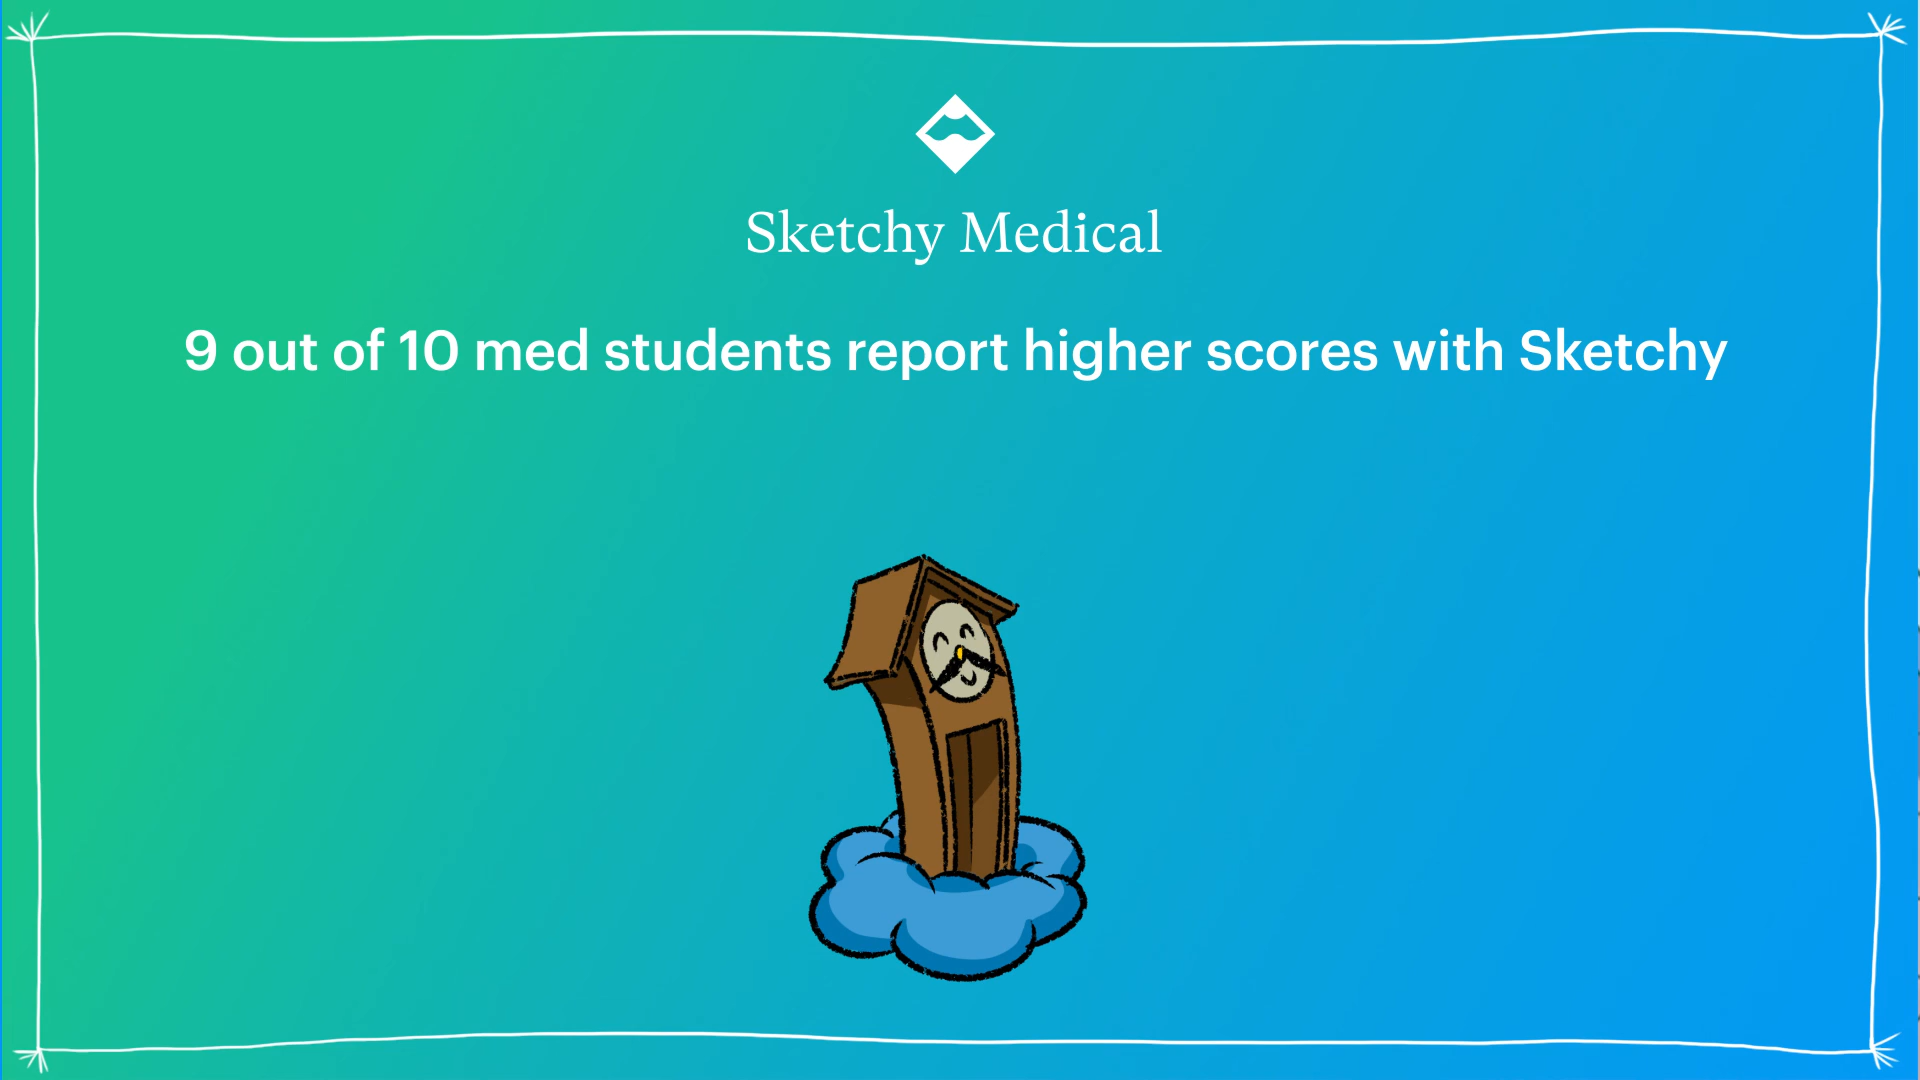 Sketchy Medical
9 out of 10 med students report higher scores with Sketchy